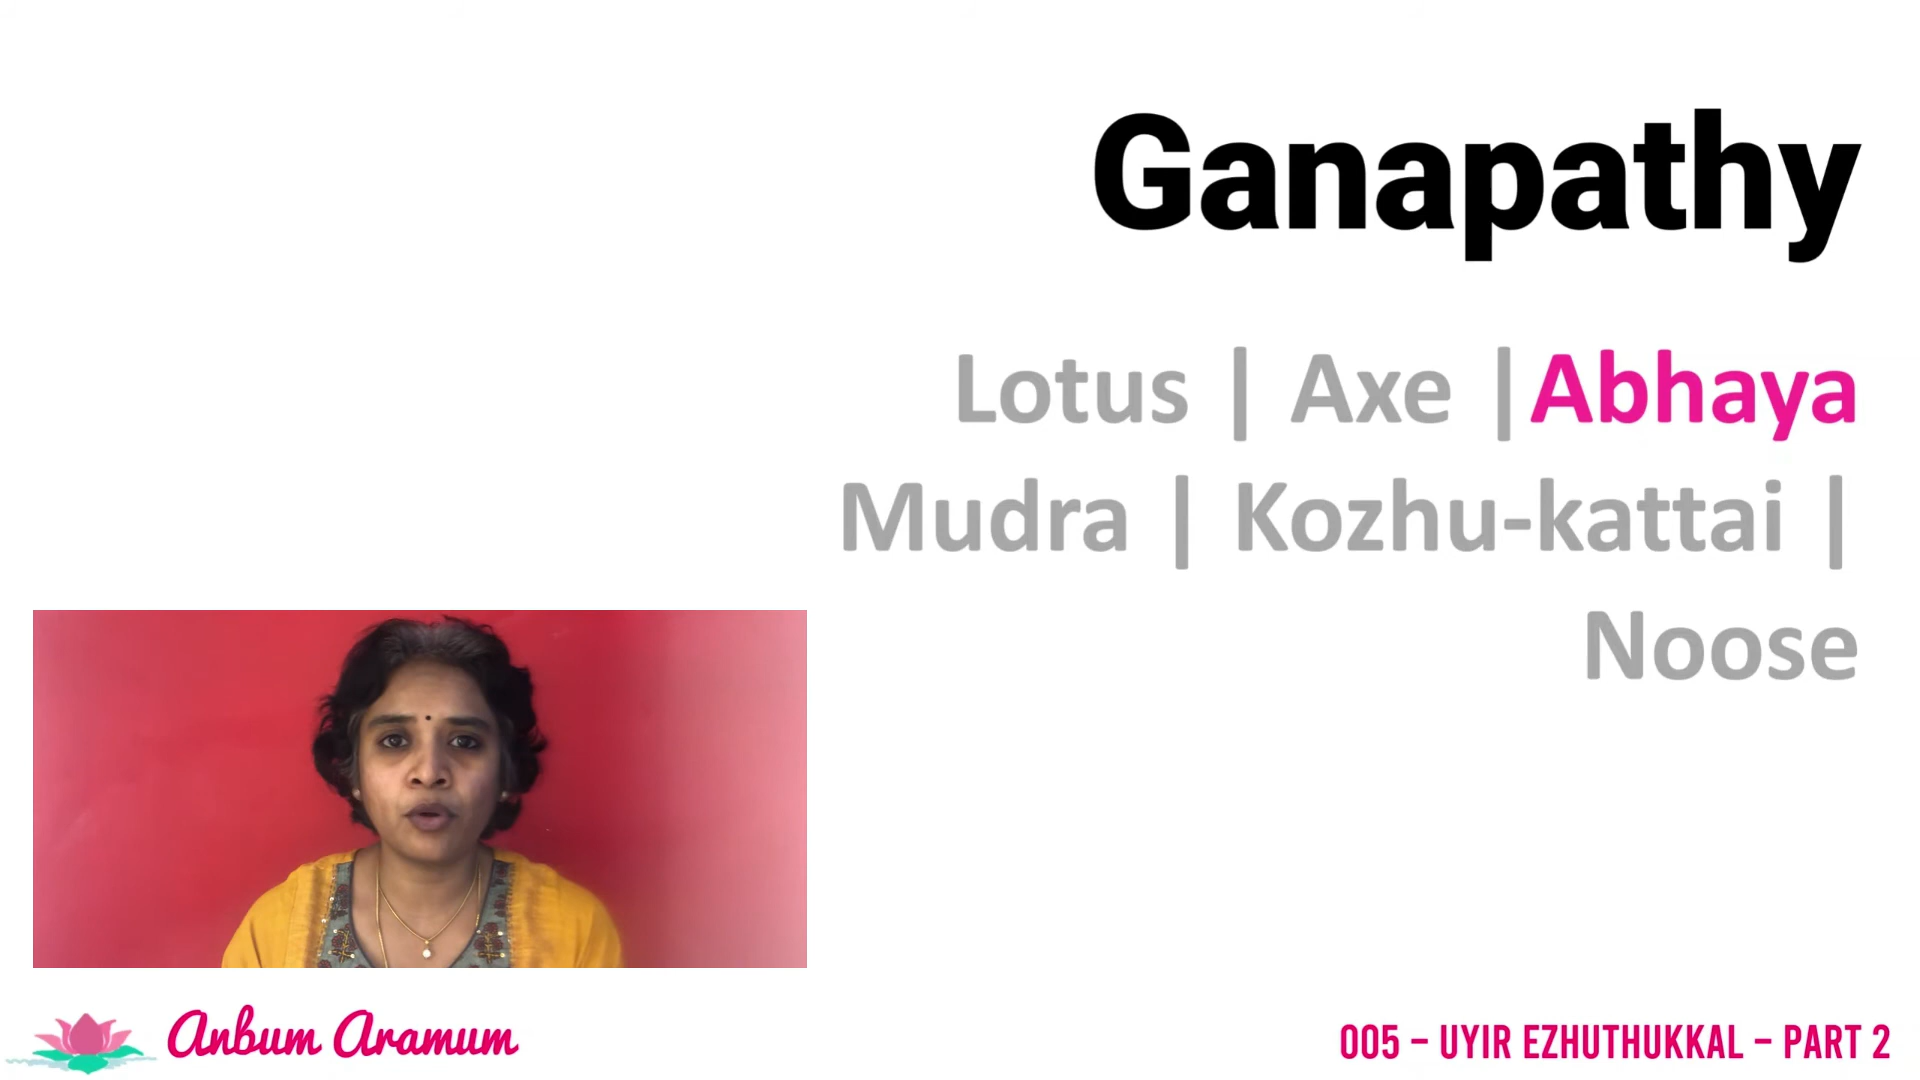 Ganapathy
Lotus | Axe |Abhaya
Mudra | Kozhu-kattai |
Noose
Anbum Aramum
005 – UYIR EZHUTHUKKAL – PART 2